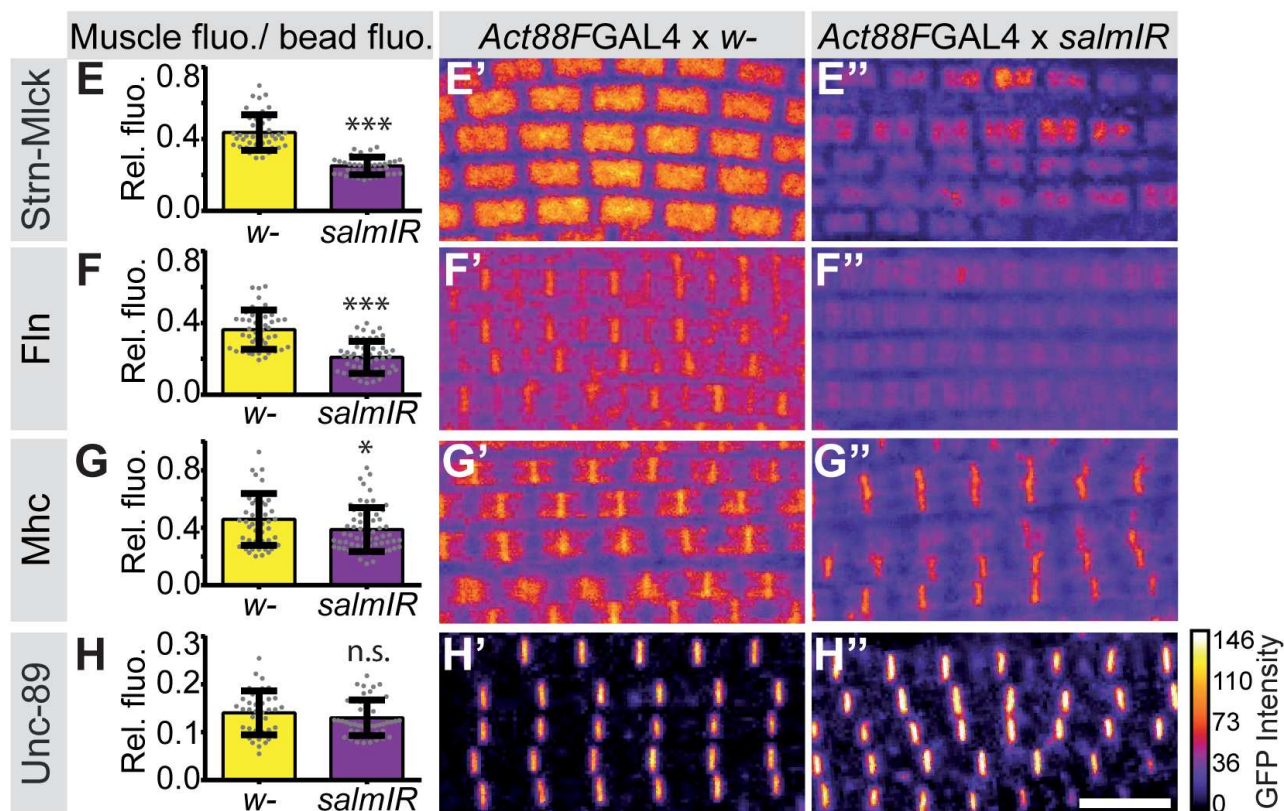 Muscle fluo./ bead fluo.
Act88FGAL4 x w-
Act88FGAL4 x salmIR
Strn-Mlck
E
Rel. fluo.
0.8
0.4
0.0
***
w-
salmIR
E'
E''
Fln
F
Rel. fluo.
0.8
0.4
0.0
***
w-
salmIR
F'
F''
Mhc
G
Rel. fluo.
0.8
0.4
0.0
*
w-
salmIR
G'
G''
Unc-89
H
Rel. fluo.
0.3
0.2
0.1
0.0
n.s.
w-
salmIR
H'
H''
146
110
73
36
0
GFP Intensity